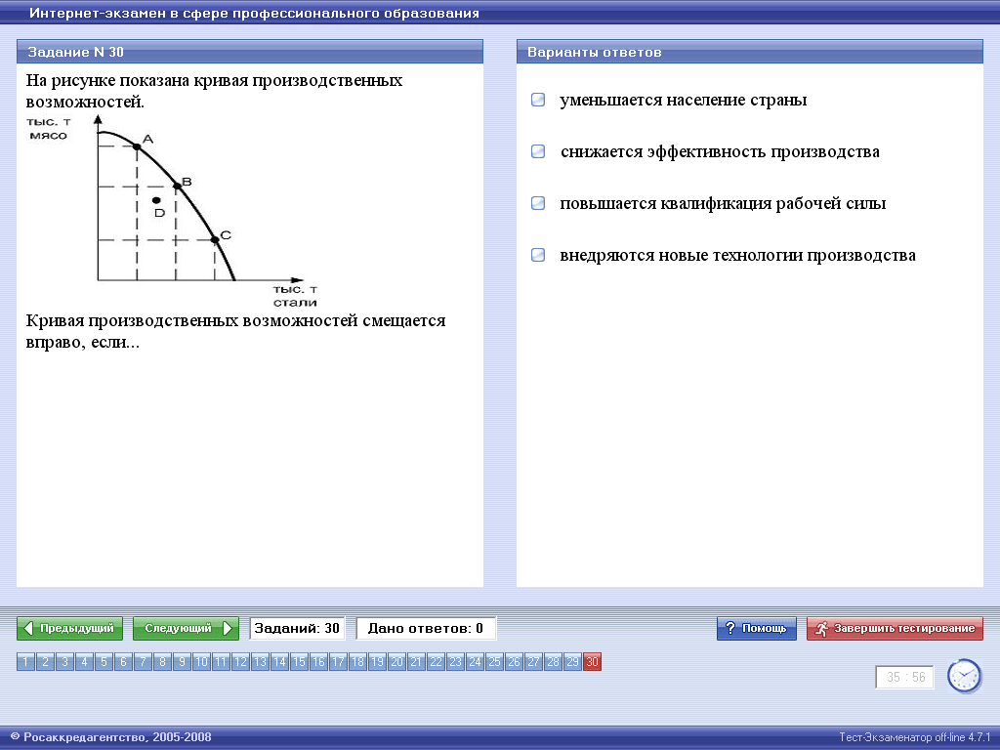 Интернет-экзамен в сфере профессионального образования
Задание N 30
На рисунке показана кривая производственных
возможностей.
тыс. т
мясо
A
B
D
C
тыс. т
стали
Кривая производственных возможностей смещается
вправо, если...
Варианты ответов
уменьшается население страны
снижается эффективность производства
повышается квалификация рабочей силы
внедряются новые технологии производства
Предыдущий Следующий Заданий: 30 Дано ответов: 0 ? Помощь Завершить тестирование
1 2 3 4 5 6 7 8 9 10 11 12 13 14 15 16 17 18 19 20 21 22 23 24 25 26 27 28 29 30
35 : 56
© Росаккредагентство, 2005-2008 Тест-Экзаменатор off-line 4.7.1